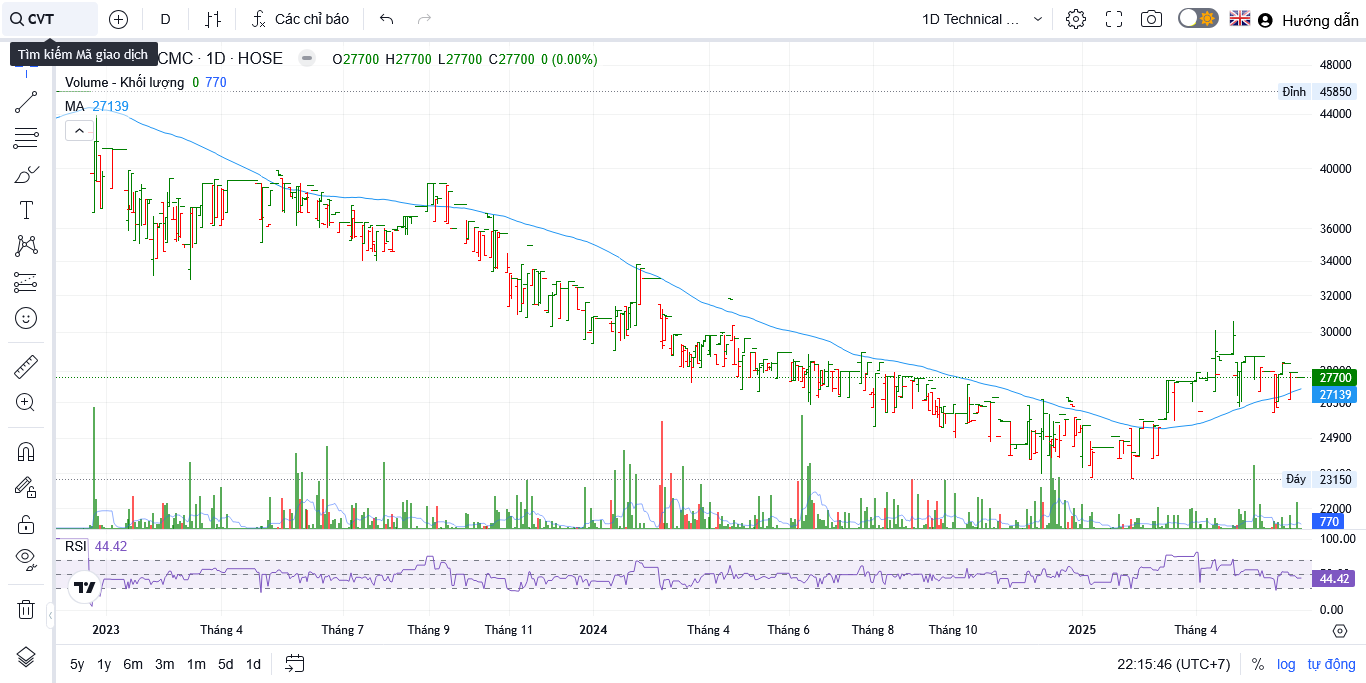 CVT
D
Các chỉ báo
1D Technical ...
Hướng dẫn
Tìm kiếm Mã giao dịch
CMC · 1D · HOSE
O27700 H27700 L27700 C27700 0 (0.00%)
Volume - Khối lượng 0 770
MA 27139
48000
Đỉnh 45850
44000
40000
36000
34000
32000
30000
27700
27139
24900
Đáy 23150
22000
770
RSI 44.42
100.00
44.42
0.00
2023
Tháng 4
Tháng 7
Tháng 9
Tháng 11
2024
Tháng 4
Tháng 6
Tháng 8
Tháng 10
2025
Tháng 4
5y 1y 6m 3m 1m 5d 1d
22:15:46 (UTC+7)
% log tự động